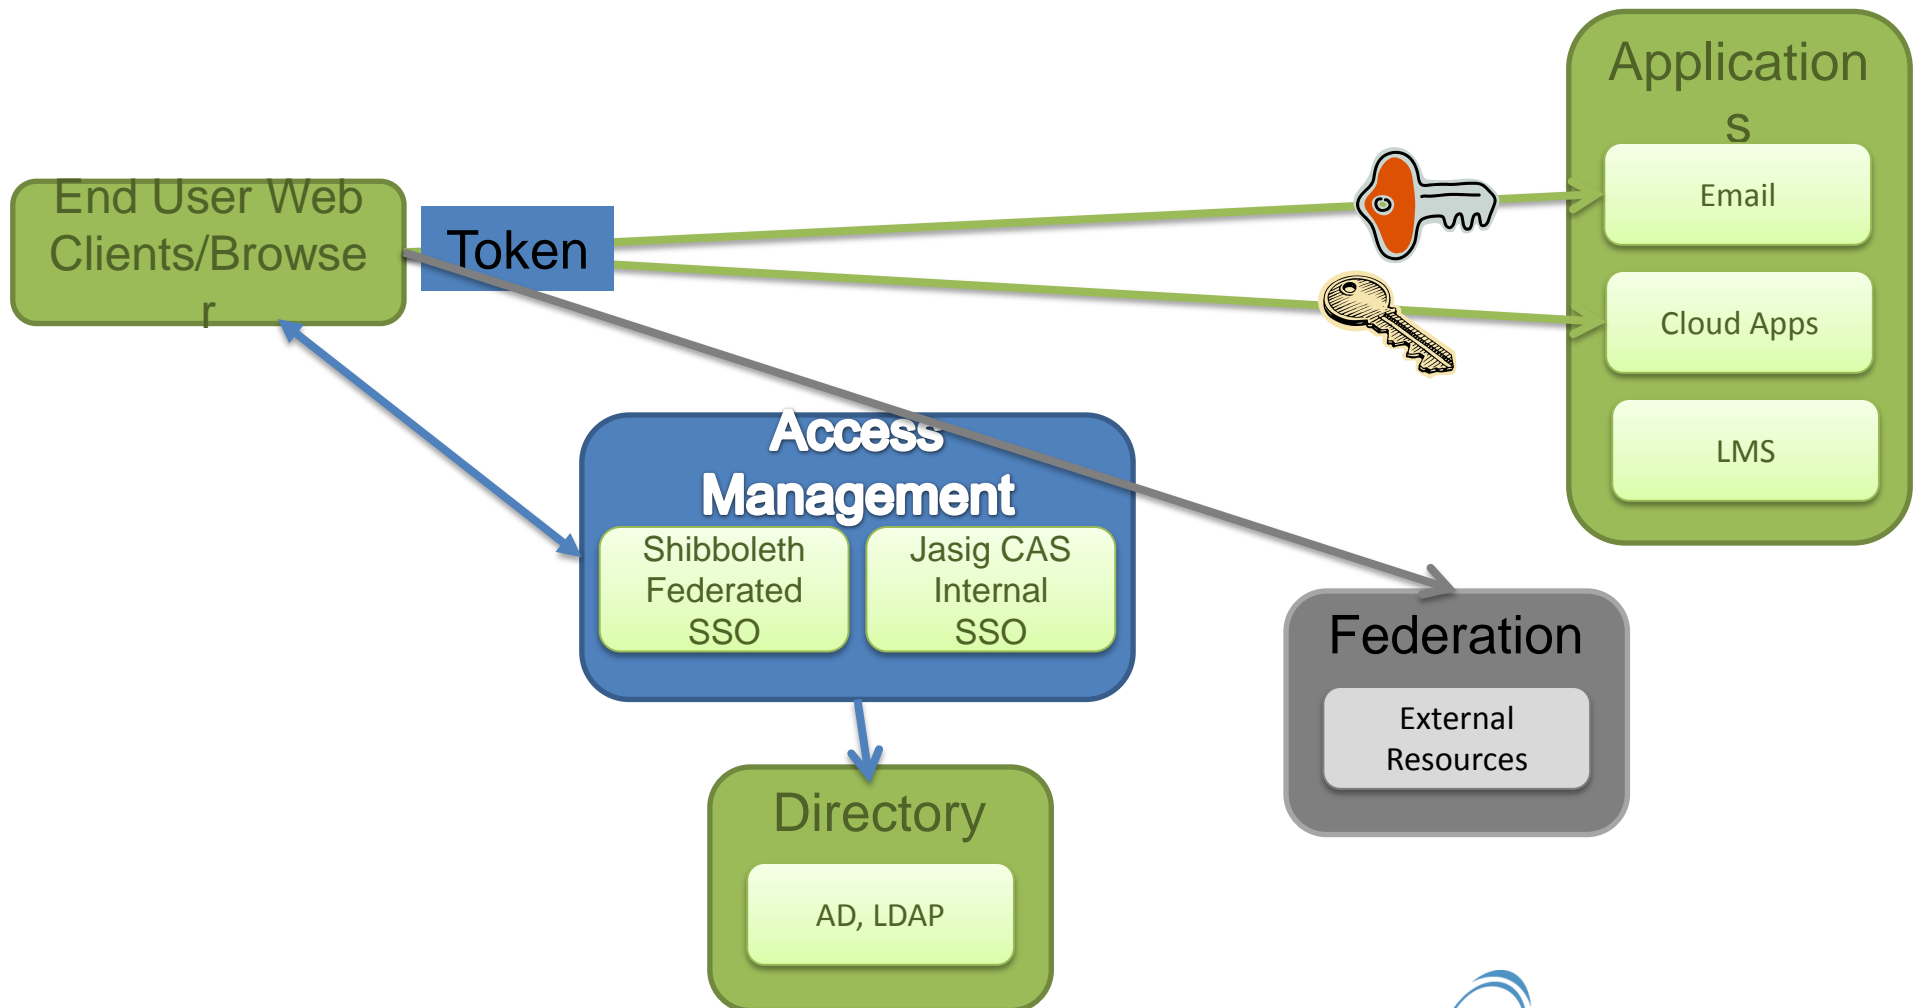 Application
s
Email
Cloud Apps
LMS
End User Web
Clients/Browse
r
Token
Access
Management
Shibboleth
Federated
SSO
Jasig CAS
Internal
SSO
Federation
External
Resources
Directory
AD, LDAP